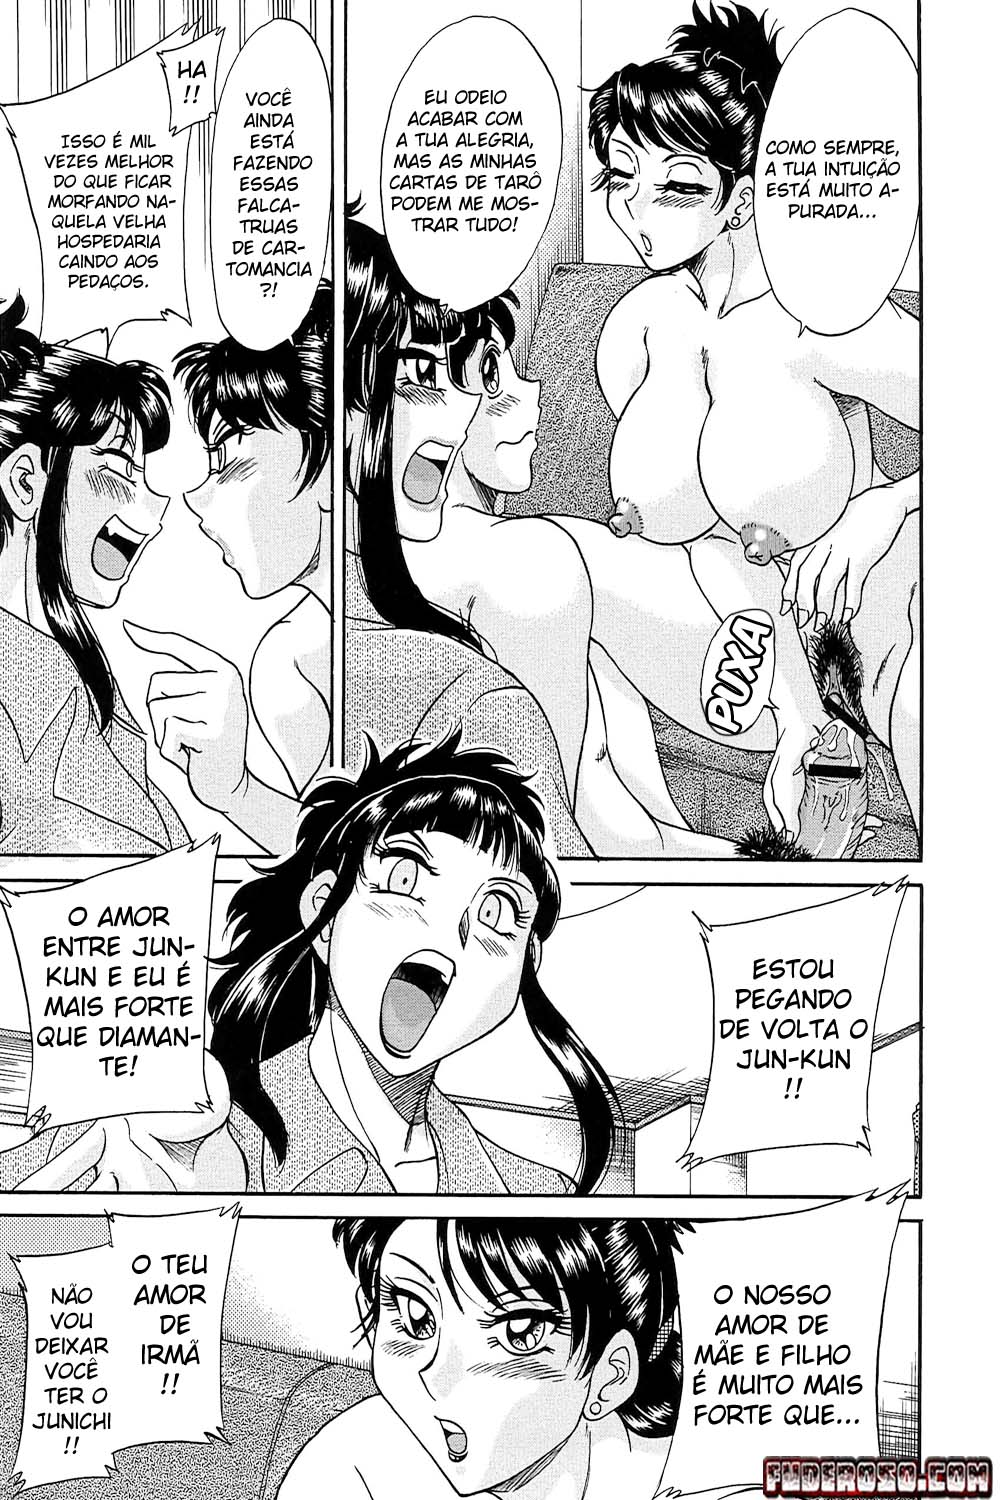 COMO SEMPRE,
A TUA INTUIÇÃO
ESTÁ MUITO A-
PURADA...
EU ODEIO
ACABAR COM
A TUA ALEGRIA,
MAS AS MINHAS
CARTAS DE TARÔ
PODEM ME MOS-
TRAR TUDO!
PUXA
VOCÊ
AINDA
ESTÁ
FAZENDO
ESSAS
FALCA-
TRUAS
DE CAR-
TOMANCIA
?!
HA
!!
ISSO É MIL
VEZES MELHOR
DO QUE FICAR
MORFANDO NA-
QUELA VELHA
HOSPEDARIA
CAINDO AOS
PEDAÇOS.
ESTOU
PEGANDO
DE VOLTA O
JUN-KUN
!!
O AMOR
ENTRE JUN-
KUN E EU É
MAIS FORTE
QUE DIAMAN-
TE!
O NOSSO
AMOR DE
MÃE E FILHO
É MUITO MAIS
FORTE QUE...
O TEU
AMOR
DE
IRMÃ
!!
NÃO
VOU
DEIXAR
VOCÊ
TER O
JUNICHI
!!
FUDEROSO.COM